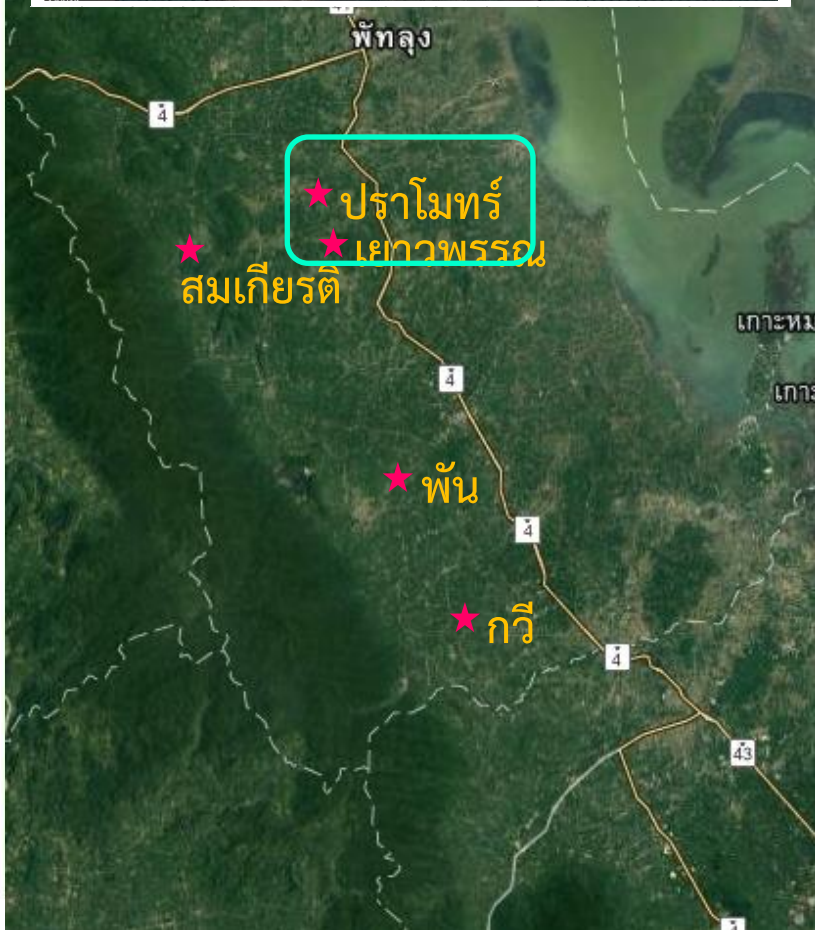 พัทลุง
4
ปราโมทร์
เยาวพรรณ
สมเกียรติ
เกาะหม
4
เกาะ
พัน
4
กวี
4
43
4